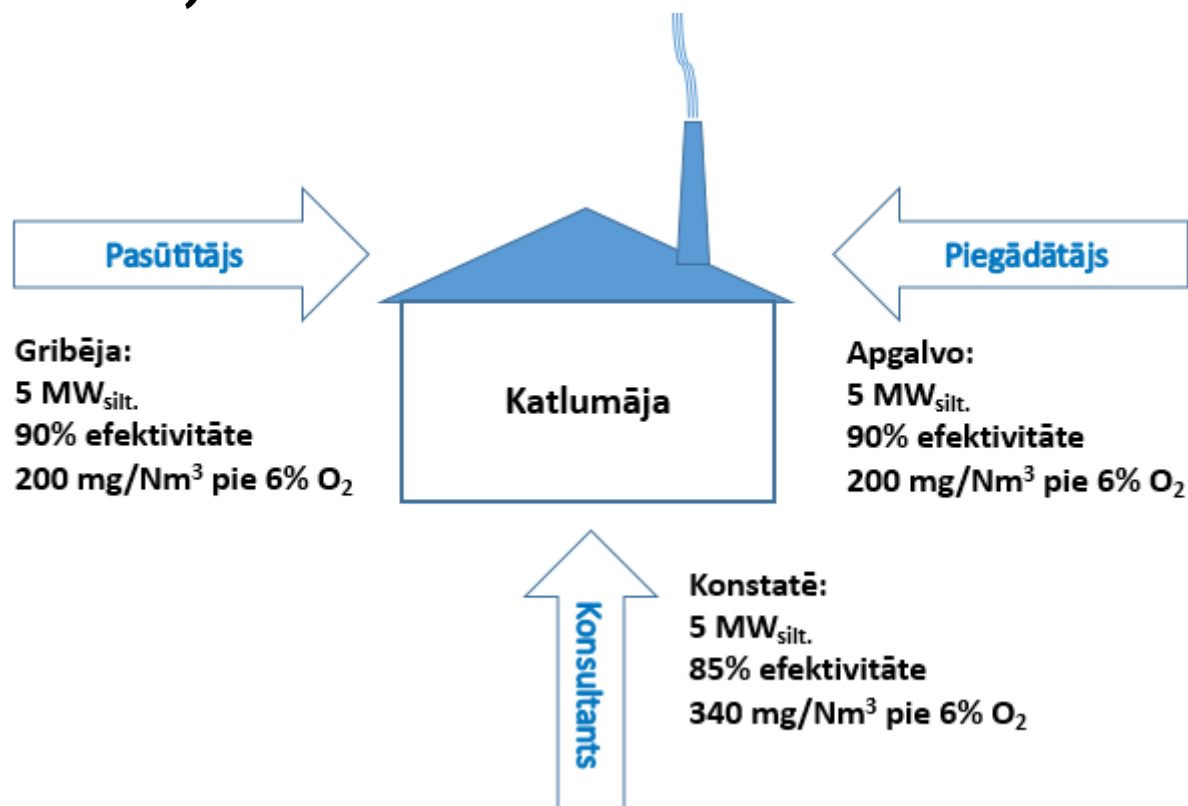 Pasūtītājs
Gribēja:
5 MWsilt.
90% efektivitāte
200 mg/Nm³ pie 6% O₂
Katlumāja
Piegādātājs
Apgalvo:
5 MWsilt.
90% efektivitāte
200 mg/Nm³ pie 6% O₂
Konsultants
Konstatē:
5 MWsilt.
85% efektivitāte
340 mg/Nm³ pie 6% O₂